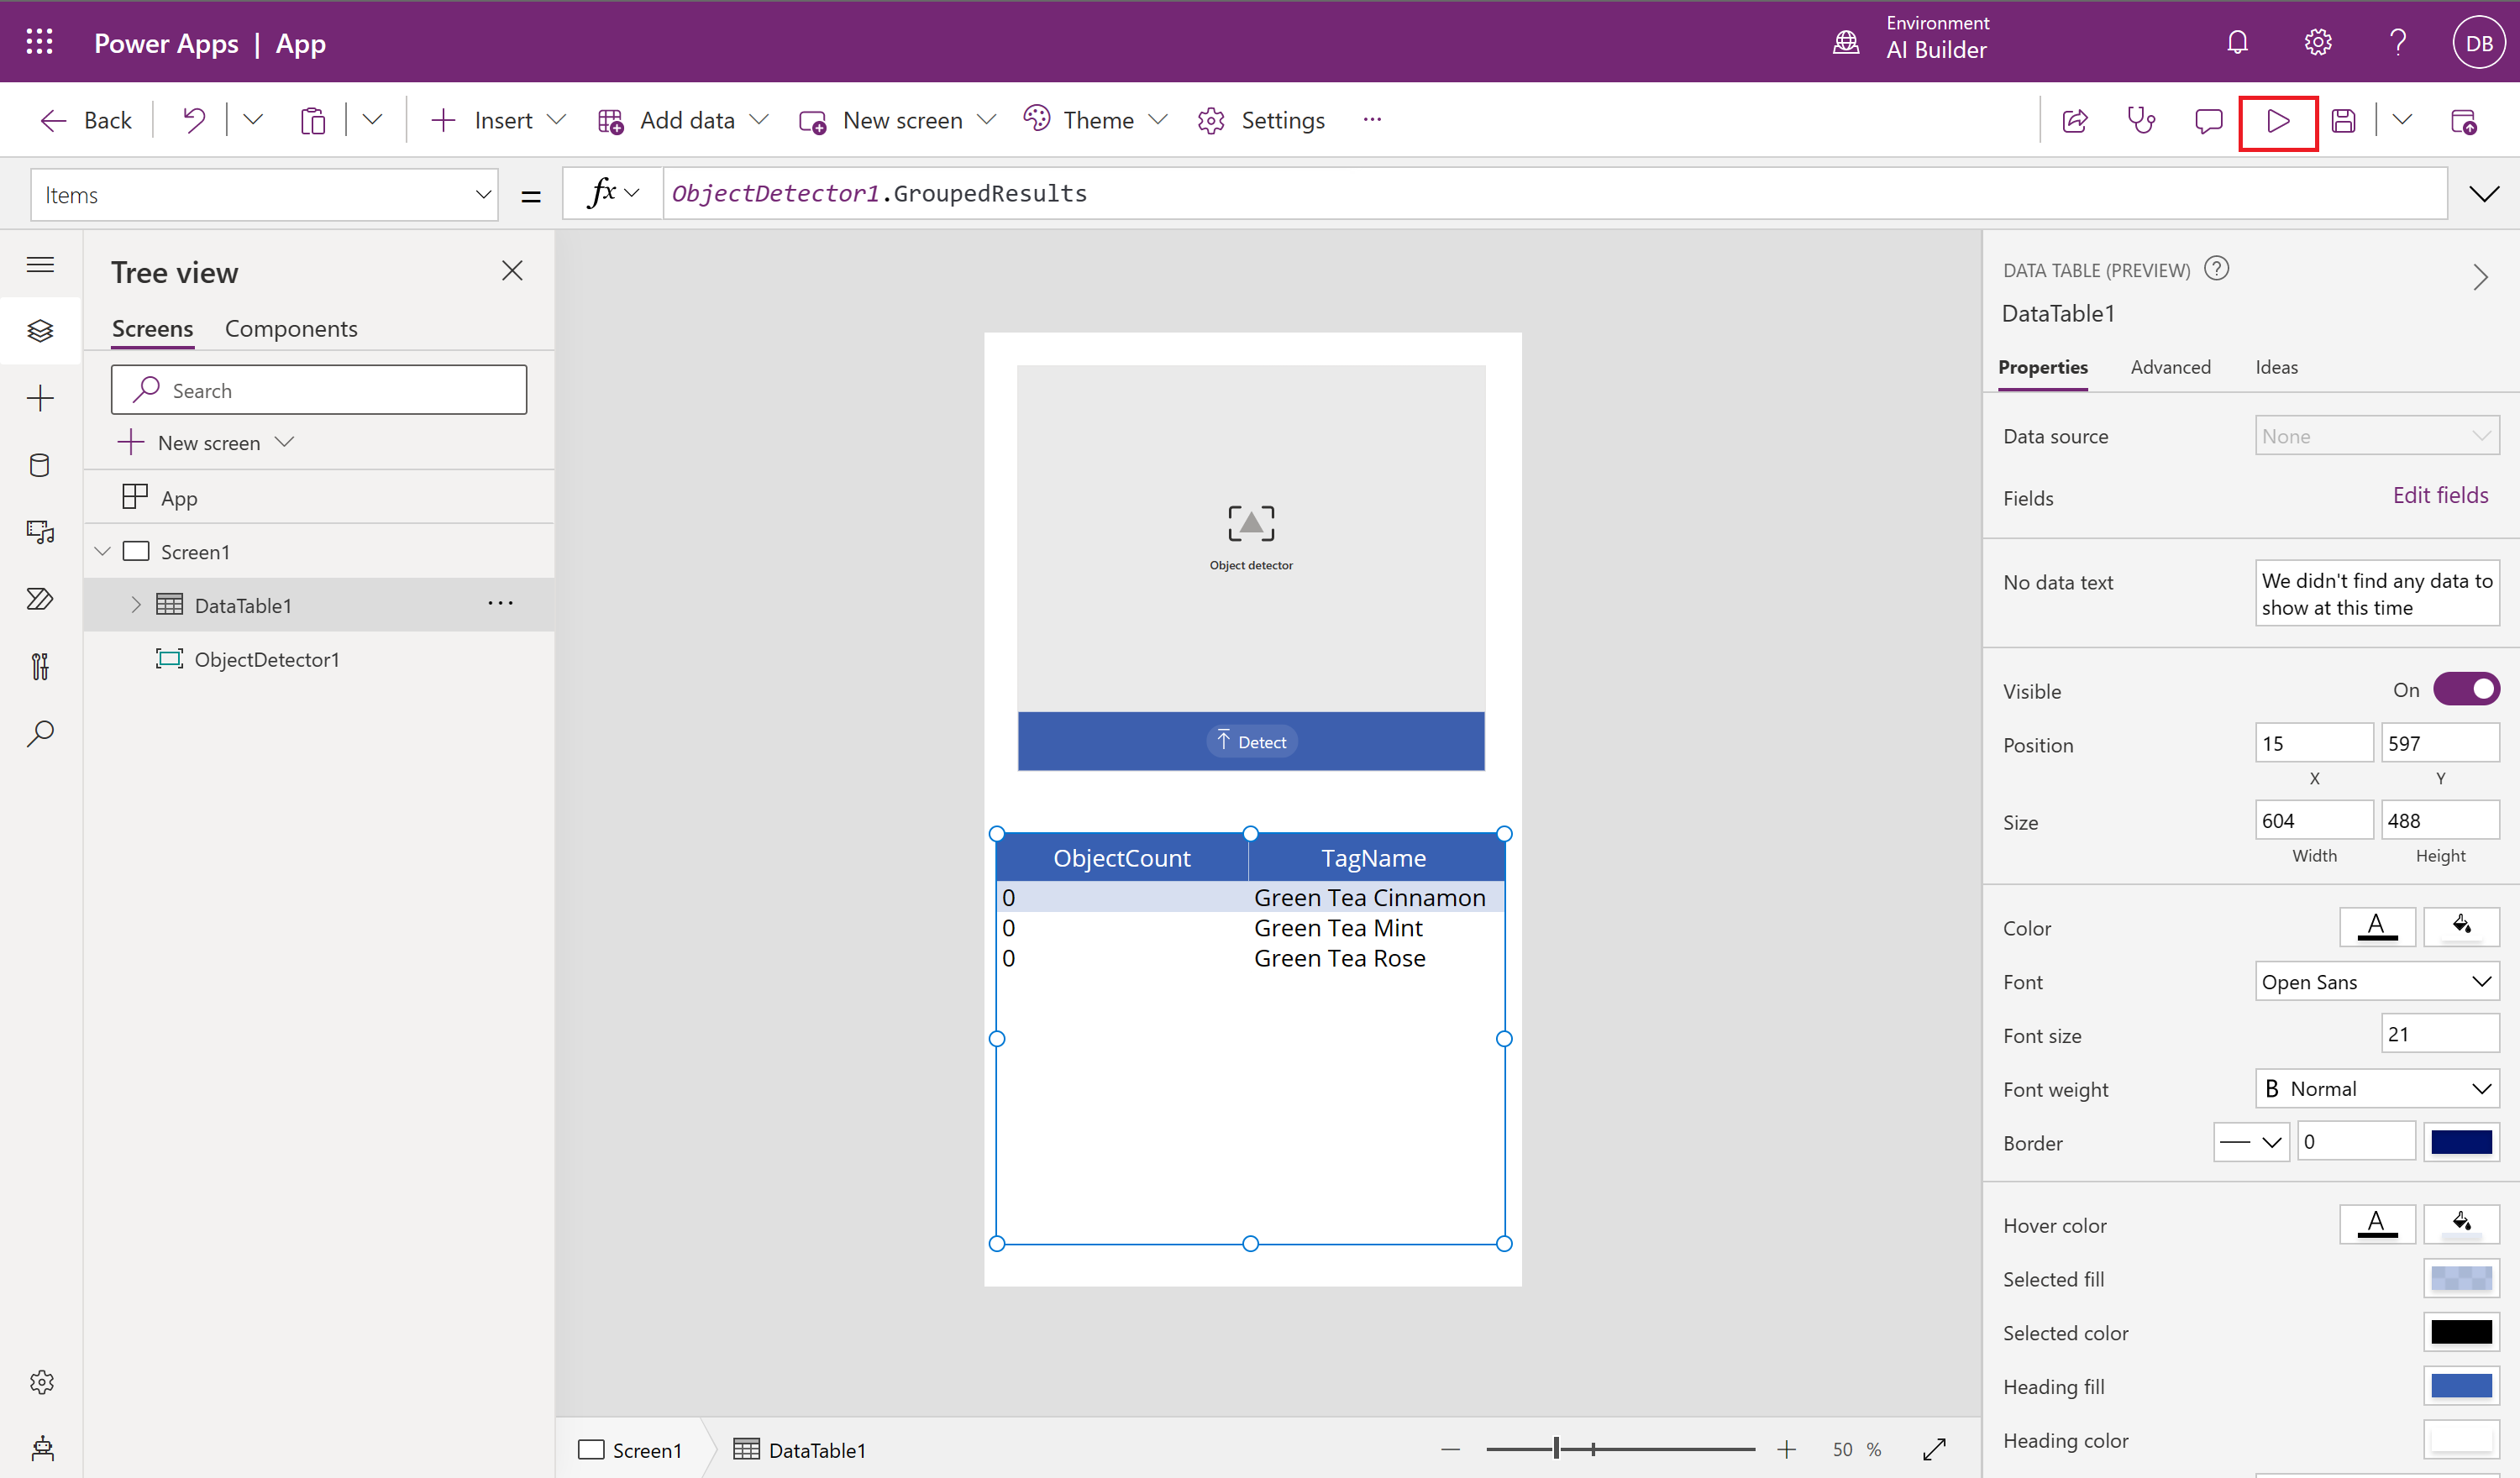 Power Apps | App
Environment
AI Builder
DB
Back
Insert
Add data
New screen
Theme
Settings
Items
=
fx
ObjectDetector1.GroupedResults
Tree view
Screens
Components
Search
New screen
App
Screen1
DataTable1
ObjectDetector1
Object detector
Detect
ObjectCount
TagName
0
Green Tea Cinnamon
0
Green Tea Mint
0
Green Tea Rose
Screen1
DataTable1
50 %
DATA TABLE (PREVIEW)
DataTable1
Properties
Advanced
Ideas
Data source
None
Fields
Edit fields
No data text
We didn't find any data to
show at this time
Visible
On
Position
15
597
X
Y
Size
604
488
Width
Height
Color
A
Font
Open Sans
Font size
21
Font weight
B Normal
Border
0
Hover color
A
Selected fill
Selected color
Heading fill
Heading color